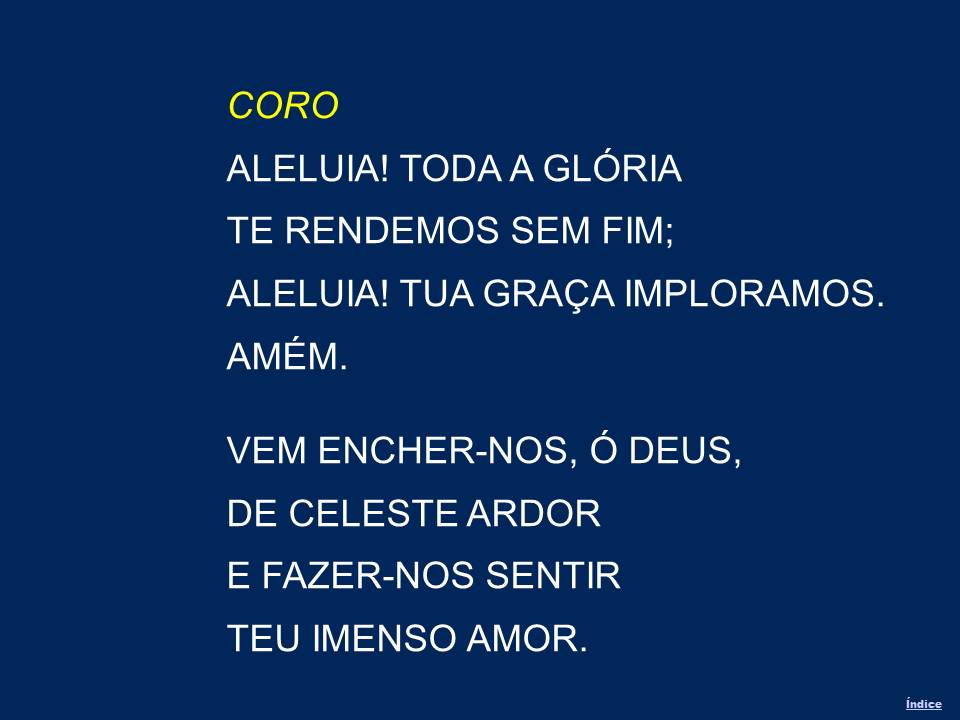 CORO
ALELUIA! TODA A GLÓRIA
TE RENDEMOS SEM FIM;
ALELUIA! TUA GRAÇA IMPLORAMOS.
AMÉM.
VEM ENCHER-NOS, Ó DEUS,
DE CELESTE ARDOR
E FAZER-NOS SENTIR
TEU IMENSO AMOR.
Índice